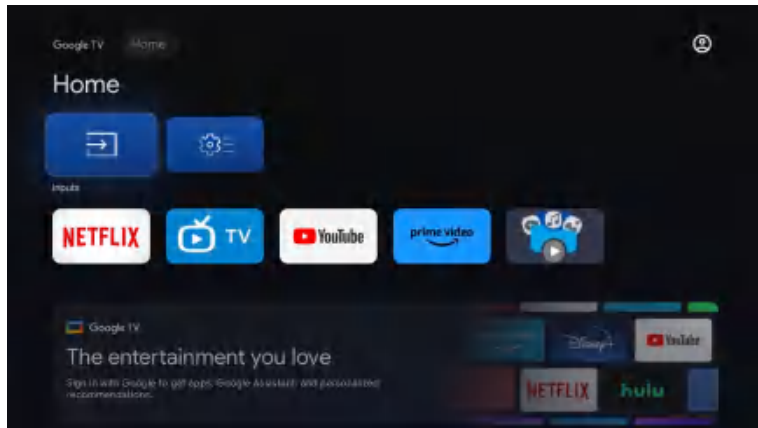 Google TV Home
Home
Inputs
NETFLIX
TV
YouTube
prime video
Google TV
The entertainment you love
Sign in with Google to get apps, Google Assistant, and personalized
recommendations.
Disney+
YouTube
NETFLIX
hulu